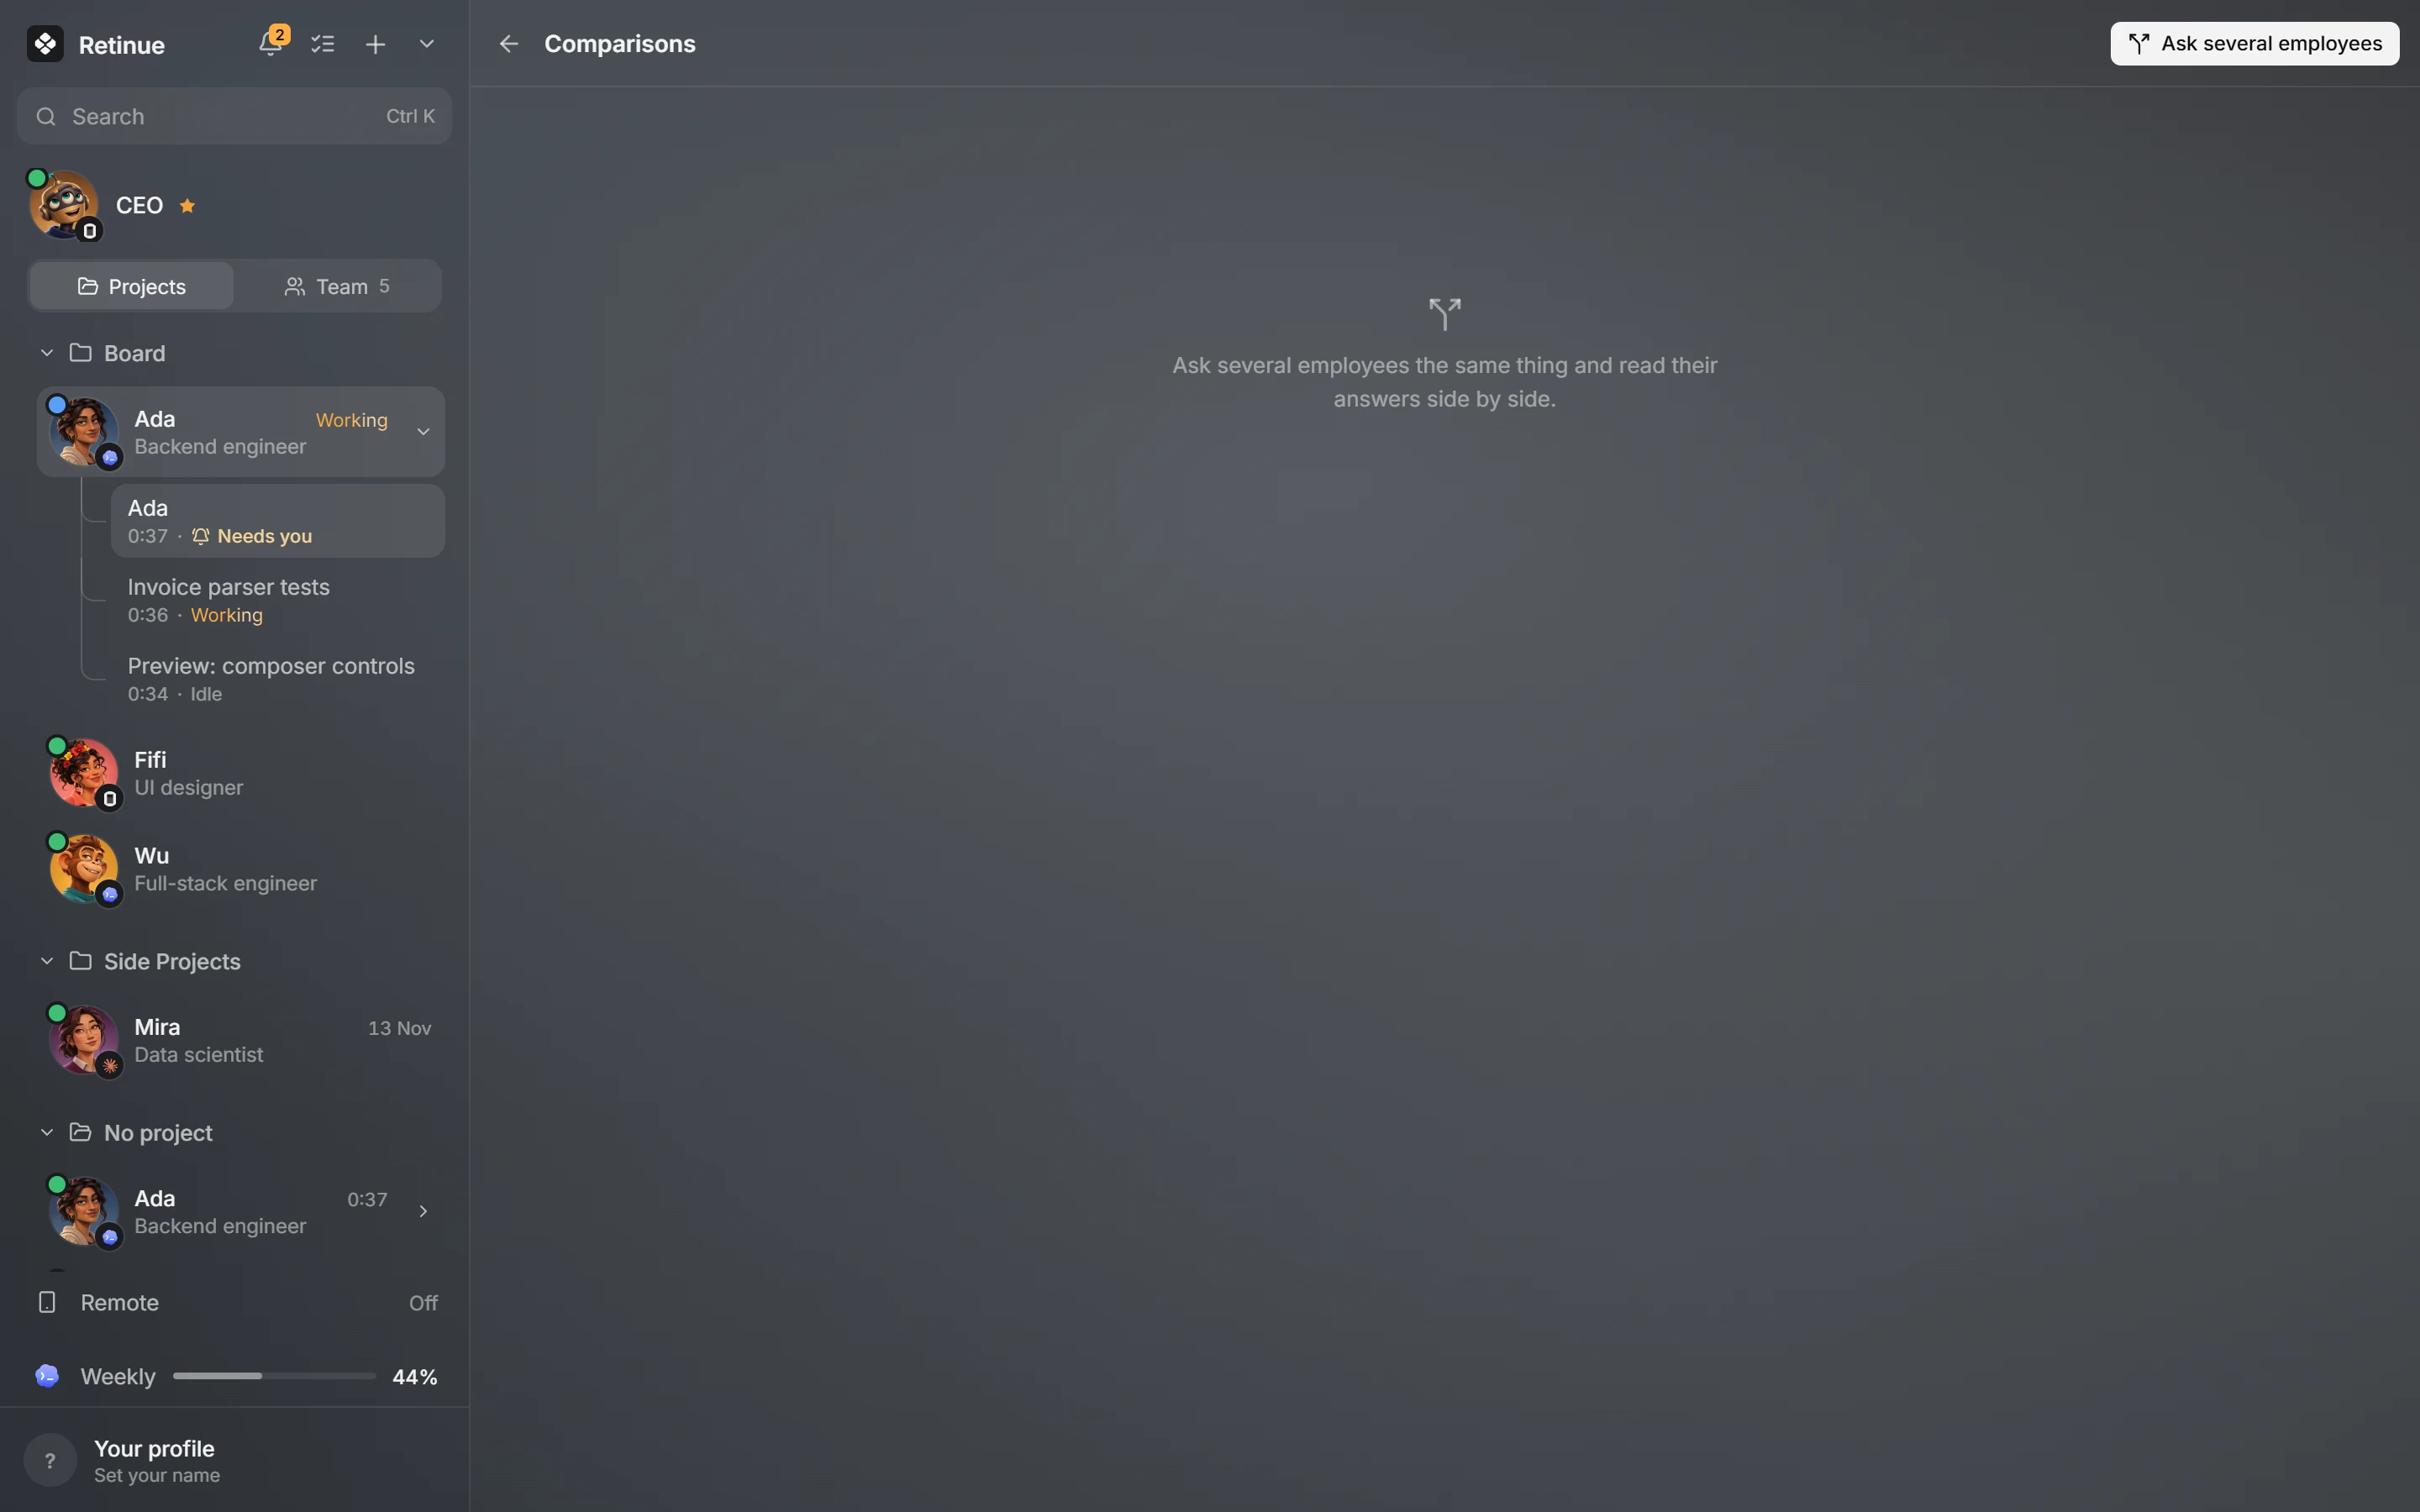 Retinue
2
Search
Ctrl K
CEO
Projects
Team 5
Board
Ada
Working
Backend engineer
Ada
0:37 · Needs you
Invoice parser tests
0:36 · Working
Preview: composer controls
0:34 · Idle
Fifi
UI designer
Wu
Full-stack engineer
Side Projects
Mira
13 Nov
Data scientist
No project
Ada
0:37
Backend engineer
Remote
Off
Weekly
44%
?
Your profile
Set your name
Comparisons
Ask several employees
Ask several employees the same thing and read their
answers side by side.